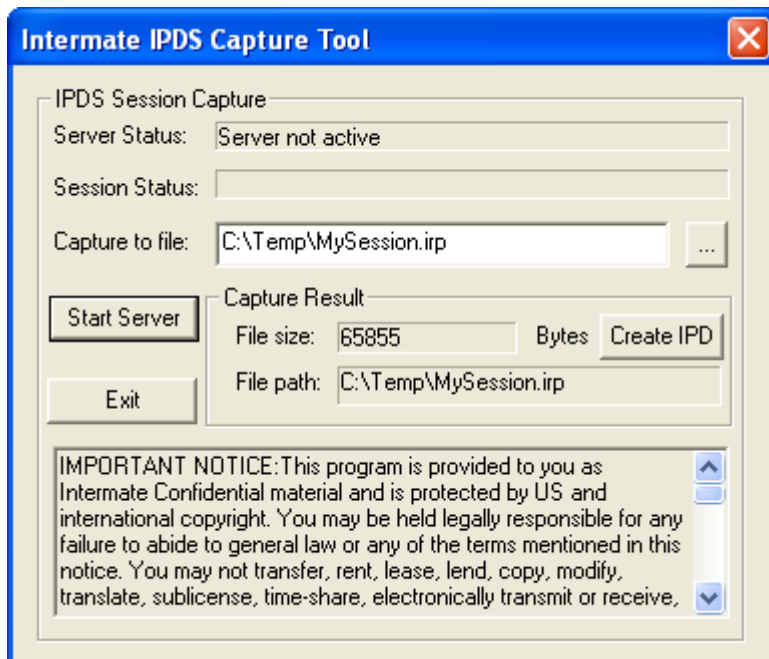 Intermate IPDS Capture Tool
IPDS Session Capture
Server Status: Server not active
Session Status:
Capture to file: C:\Temp\MySession.irp ...
Start Server
Capture Result
File size: 65855 Bytes Create IPD
File path: C:\Temp\MySession.irp
Exit
IMPORTANT NOTICE:This program is provided to you as
Intermate Confidential material and is protected by US and
international copyright. You may be held legally responsible for any
failure to abide to general law or any of the terms mentioned in this
notice. You may not transfer, rent, lease, lend, copy, modify,
translate, sublicense, time-share, electronically transmit or receive,